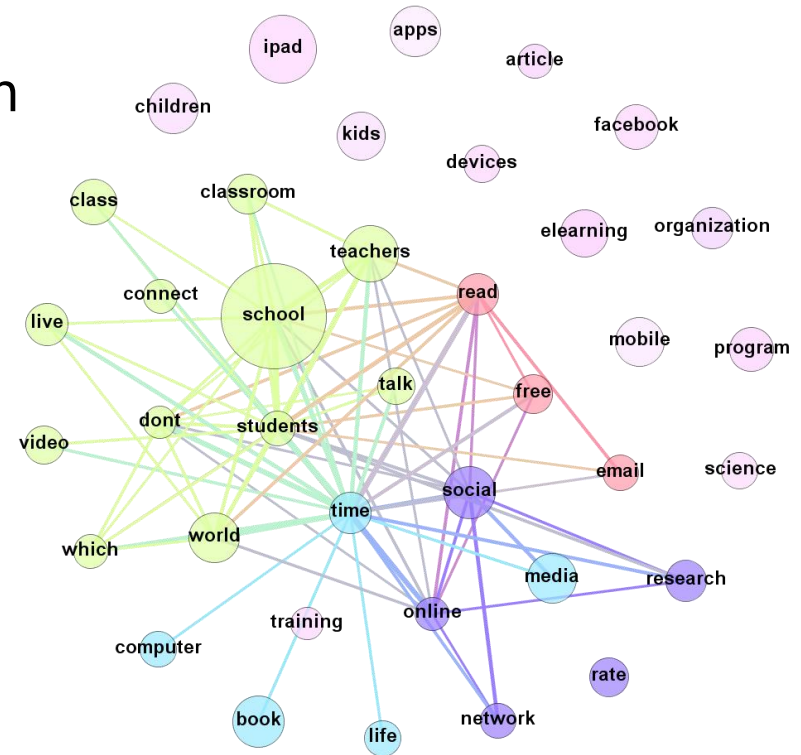 apps
ipad
article
n
children
facebook
kids
devices
classroom
class
elearning
organization
teachers
connect
read
school
live
mobile
program
talk
free
dont
students
video
email
science
social
time
world
which
media
research
online
training
computer
rate
book
network
life